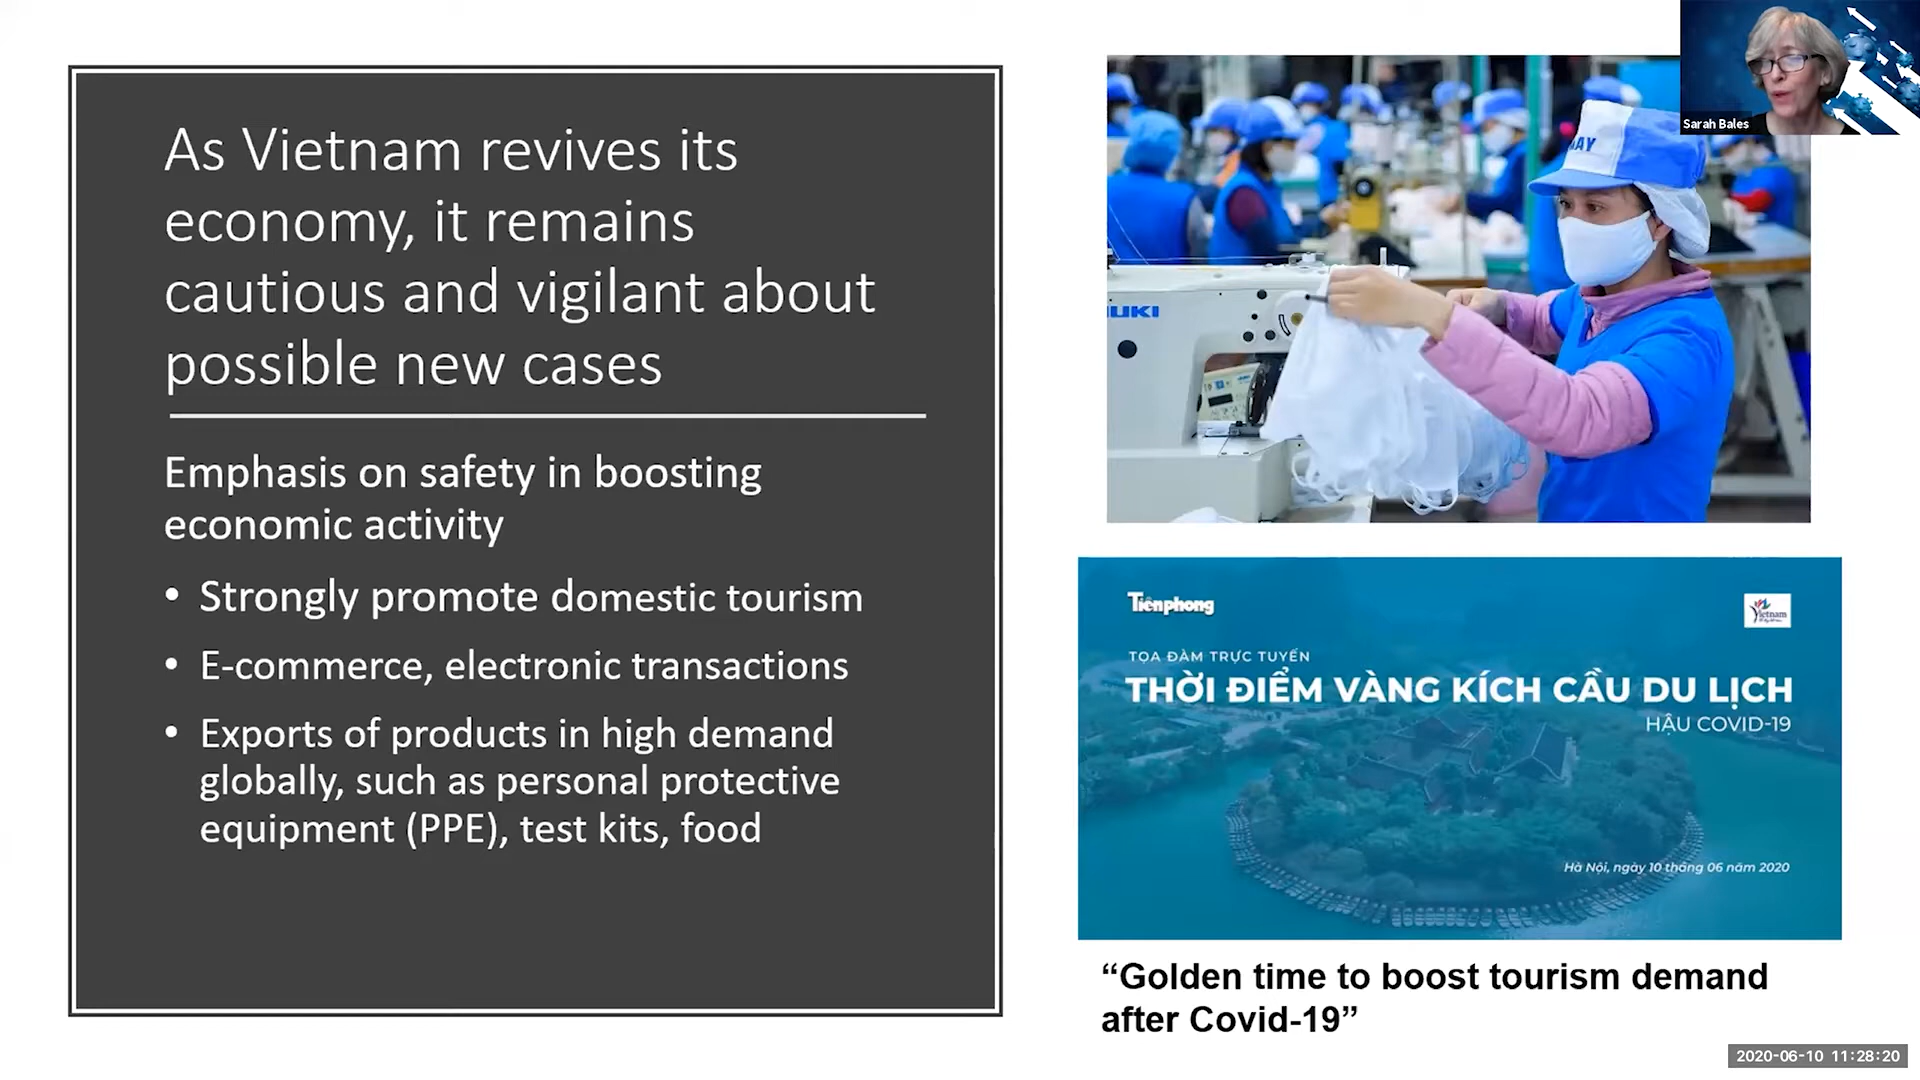 As Vietnam revives its
economy, it remains
cautious and vigilant about
possible new cases
Emphasis on safety in boosting
economic activity
• Strongly promote domestic tourism
• E-commerce, electronic transactions
• Exports of products in high demand
globally, such as personal protective
equipment (PPE), test kits, food
Sarah Bales
UKI
Tiênphong
Vietnam
TỌA ĐÀM TRỰC TUYẾN
THỜI ĐIỂM VÀNG KÍCH CẦU DU LỊCH
HẬU COVID-19
Hà Nội, ngày 10 tháng 06 năm 2020
“Golden time to boost tourism demand
after Covid-19”
2020-06-10 11:28:20